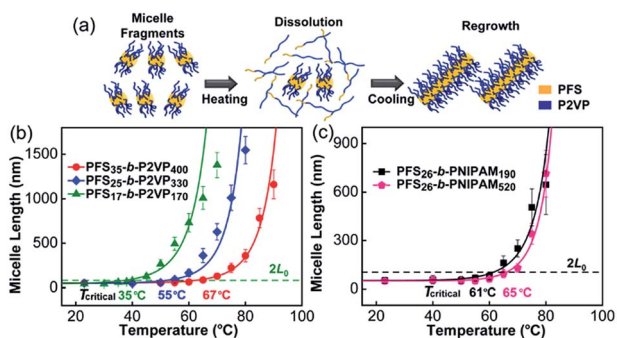 (a)
Micelle
Fragments
Dissolution
Regrowth
Heating
Cooling
PFS
P2VP
(b)
Micelle Length (nm)
1500
1000
500
0
PFS35-b-P2VP400
PFS25-b-P2VP330
PFS17-b-P2VP170
2L0
Tcritical 35°C 55°C 67°C
20 40 60 80 100
Temperature (°C)
(c)
Micelle Length (nm)
900
600
300
0
PFS26-b-PNIPAM190
PFS26-b-PNIPAM520
2L0
Tcritical 61°C 65°C
20 40 60 80 100
Temperature (°C)